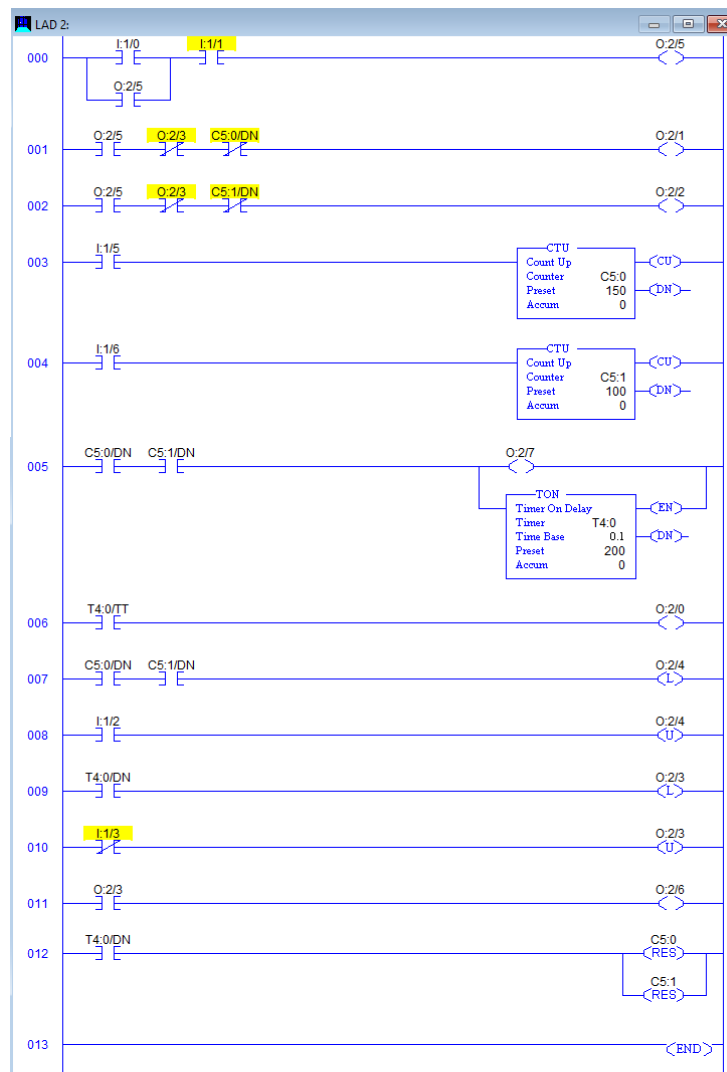 LAD 2:
I:1/0 I:1/1 O:2/5
000
O:2/5
O:2/5 O:2/3 C5:0/DN O:2/1
001
O:2/5 O:2/3 C5:1/DN O:2/2
002
I:1/5
003
CTU
Count Up
Counter C5:0
Preset 150
Accum 0
CU
DN
I:1/6
004
CTU
Count Up
Counter C5:1
Preset 100
Accum 0
CU
DN
C5:0/DN C5:1/DN O:2/7
005
TON
Timer On Delay
Timer T4:0
Time Base 0.1
Preset 200
Accum 0
EN
DN
T4:0/TT O:2/0
006
C5:0/DN C5:1/DN O:2/4
007 L
I:1/2 O:2/4
008 U
T4:0/DN O:2/3
009 L
I:1/3 O:2/3
010 U
O:2/3 O:2/6
011
T4:0/DN C5:0
012 RES
C5:1
RES
013 END